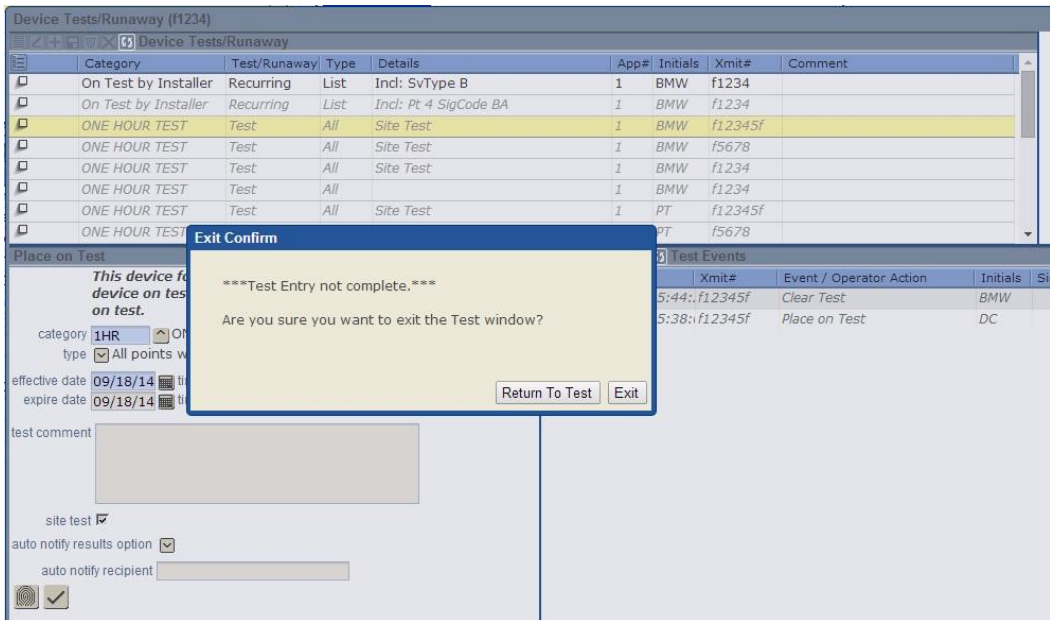 Device Tests/Runaway (f1234)
Device Tests/Runaway
Category Test/Runaway Type Details App# Initials Xmit# Comment
On Test by Installer Recurring List Incl: SvType B 1 BMW f1234
On Test by Installer Recurring List Incl: Pt 4 SigCode BA 1 BMW f1234
ONE HOUR TEST Test All Site Test 1 BMW f12345f
ONE HOUR TEST Test All Site Test 1 BMW f5678
ONE HOUR TEST Test All Site Test 1 BMW f1234
ONE HOUR TEST Test All 1 BMW f1234
ONE HOUR TEST Test All Site Test 1 PT f12345f
ONE HOUR TEST PT f5678
Exit Confirm
***Test Entry not complete.***
Are you sure you want to exit the Test window?
Return To Test Exit
Place on Test
This device fo
device on tes
on test.
category 1HR ON
type All points w
effective date 09/18/14 ti
expire date 09/18/14 ti
test comment
site test
auto notify results option
auto notify recipient
Test Events
Xmit# Event / Operator Action Initials Si
5:44:. f12345f Clear Test BMW
5:38:( f12345f Place on Test DC